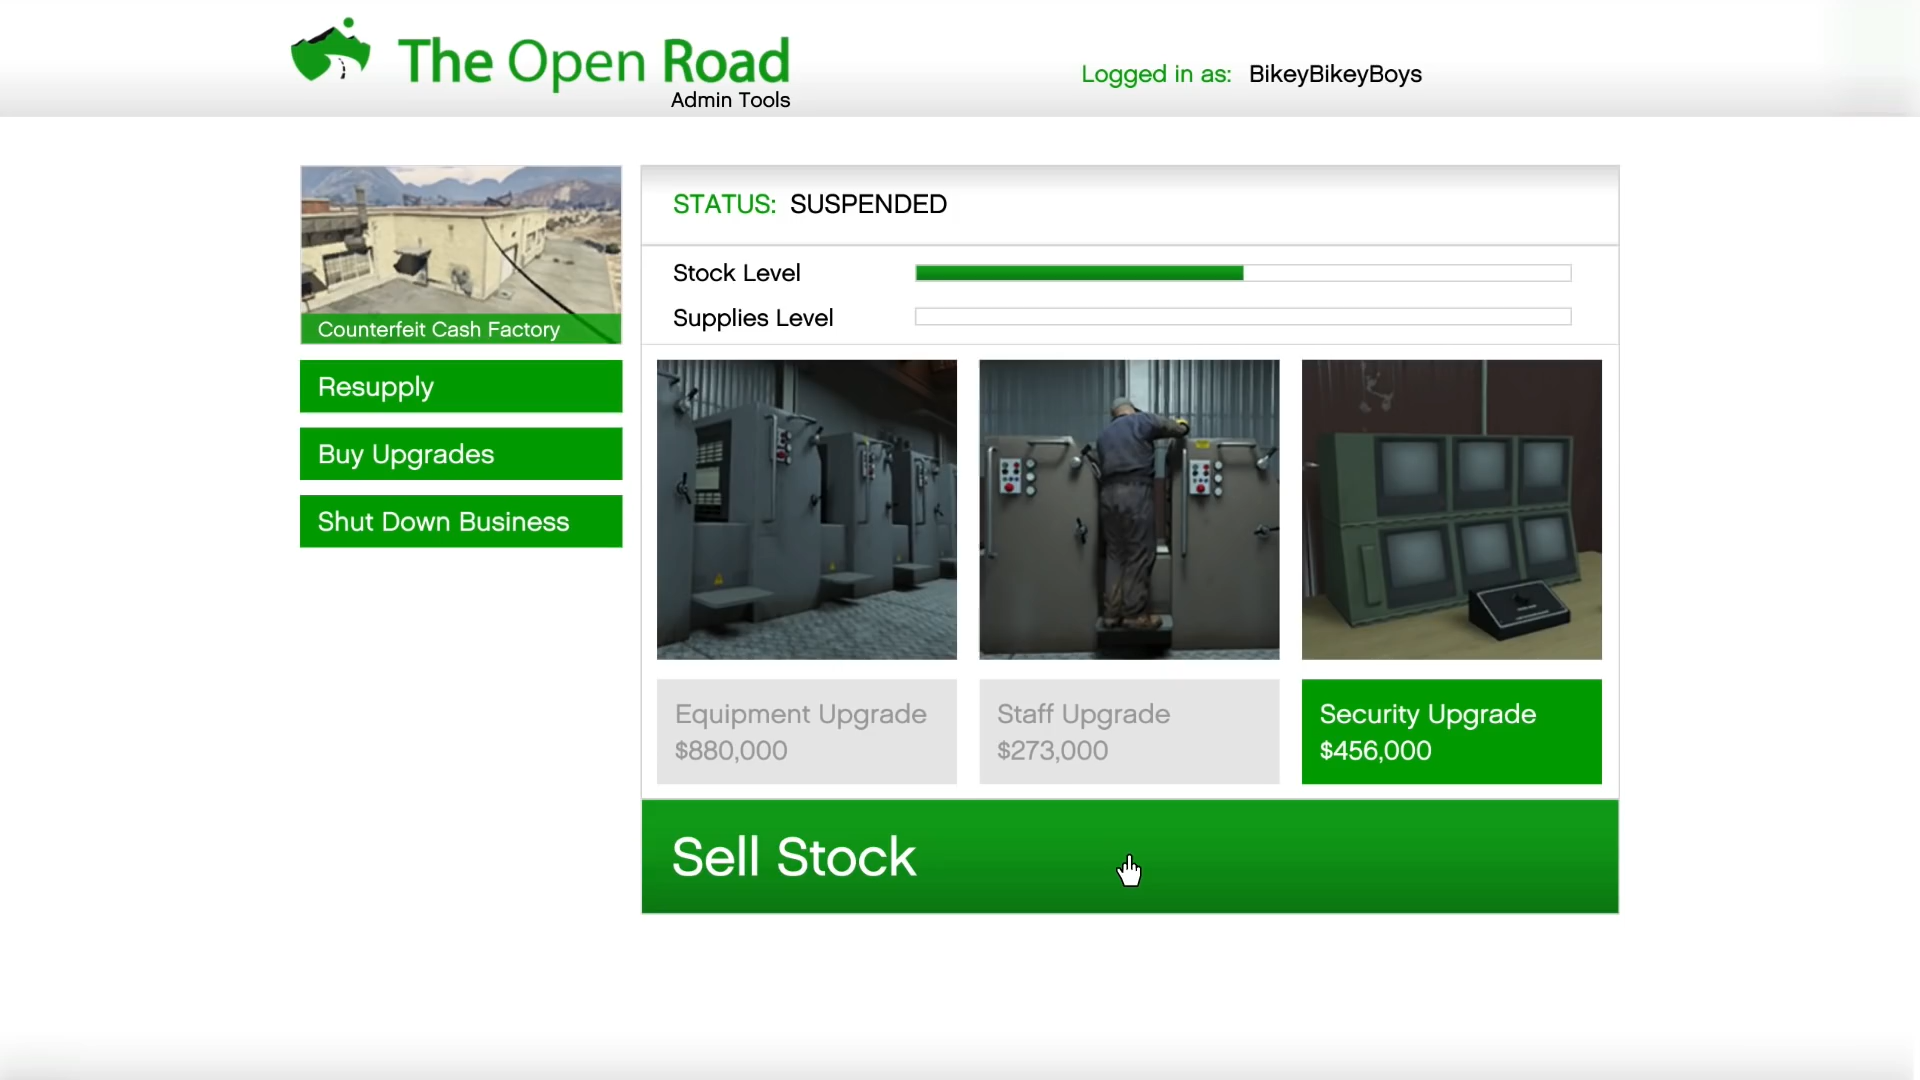 The Open Road
Admin Tools
Logged in as: BikeyBikeyBoys
Counterfeit Cash Factory
Resupply
Buy Upgrades
Shut Down Business
STATUS: SUSPENDED
Stock Level
Supplies Level
Equipment Upgrade
$880,000
Staff Upgrade
$273,000
Security Upgrade
$456,000
Sell Stock